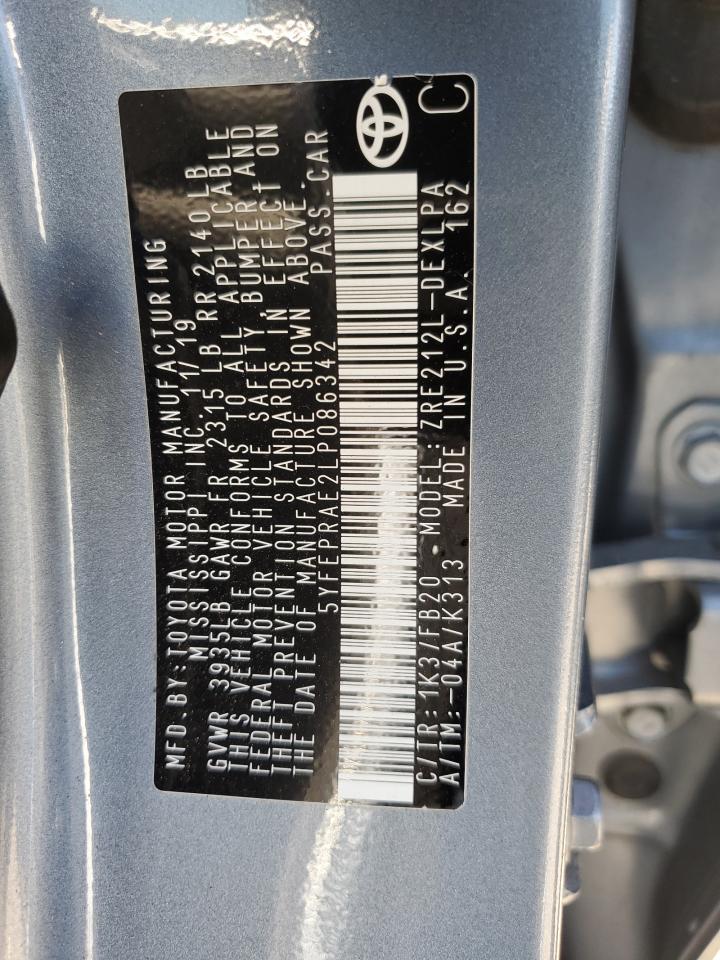 MFD.BY:TOYOTA MOTOR MANUFACTURING
MISSISSIPPI INC.11/19
GVWR 3935LB GAWR FR 2315 LB RR 2140 LB
THIS VEHICLE CONFORMS TO ALL APPLICABLE
FEDERAL MOTOR VEHICLE SAFETY,BUMPER AND
THEFT PREVENTION STANDARDS IN EFFECT ON
THE DATE OF MANUFACTURE SHOWN ABOVE.
5YFEPRAE2LP086342 PASS.CAR
C/TR:1K3/FB20 MODEL:ZRE212L-DEXLPA
A/TM:-04A/K313 MADE IN U.S.A. 162 C